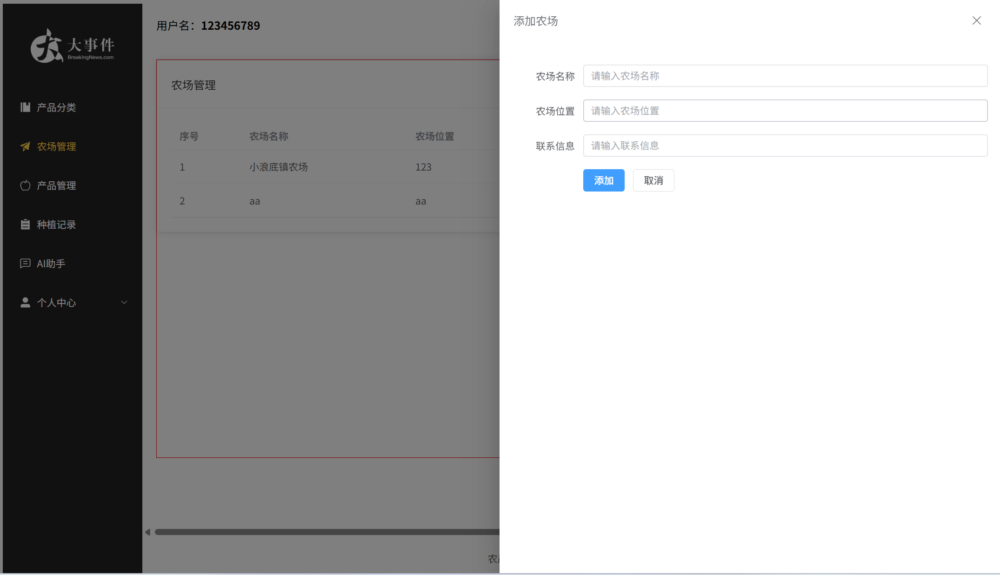 大事件
BreakingNews.com
产品分类
农场管理
产品管理
种植记录
AI助手
个人中心
用户名：123456789
农场管理
序号 农场名称 农场位置
1 小浪底镇农场 123
2 aa aa
农
添加农场
农场名称 请输入农场名称
农场位置 请输入农场位置
联系信息 请输入联系信息
添加 取消